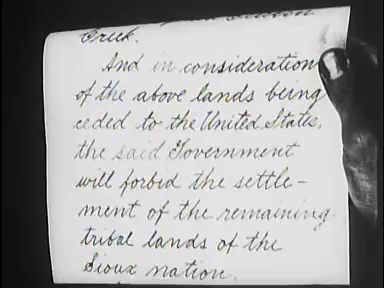 Creek.
And in consideration
of the above lands being
ceded to the United States,
the said Government
will forbid the settle-
ment of the remaining
tribal lands of the
Sioux nation.